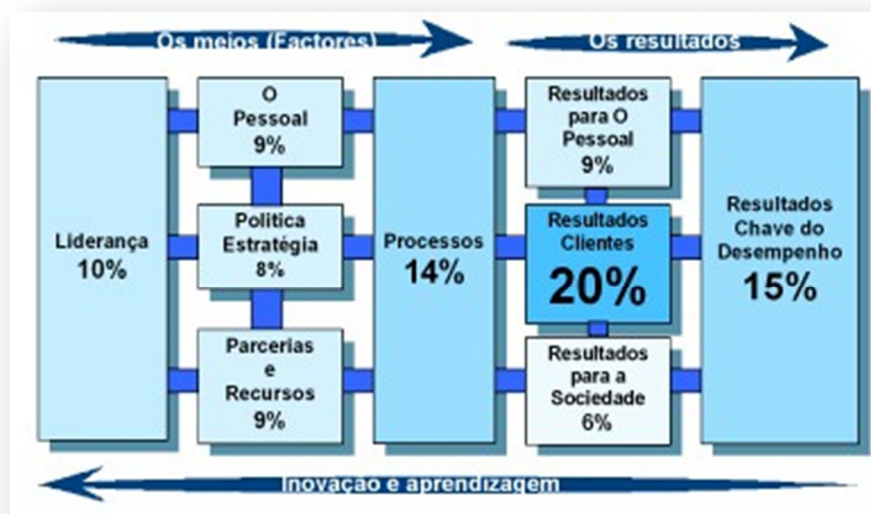 Os meios (Factores)
Os resultados
Liderança
10%
O
Pessoal
9%
Politica
Estratégia
8%
Parcerias
e
Recursos
9%
Processos
14%
Resultados
para O
Pessoal
9%
Resultados
Clientes
20%
Resultados
para a
Sociedade
6%
Resultados
Chave do
Desempenho
15%
Inovação e aprendizagem